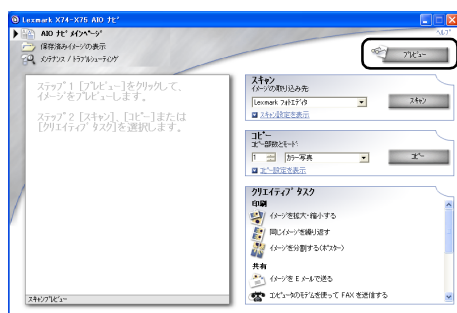 Lexmark X74-X75 AIO ナビ
AIO ナビ メインページ
保存済みイメージの表示
メンテナンス / トラブルシューティング
ヘルプ
プレビュー
ステップ 1 [プレビュー]をクリックして、
イメージをプレビューします。
ステップ 2 [スキャン]、[コピー]または
[クリエイティブ タスク]を選択します。
スキャンプレビュー
スキャン
イメージの取り込み先:
Lexmark フォトエディタ
スキャン
スキャン設定を表示
コピー
コピー部数とモード:
1
カラー写真
コピー
コピー設定を表示
クリエイティブ タスク
印刷
イメージを拡大・縮小する
同じイメージを繰り返す
イメージを分割する(ポスター)
共有
イメージを E メールで送る
コンピュータのモデムを使って FAX を送信する